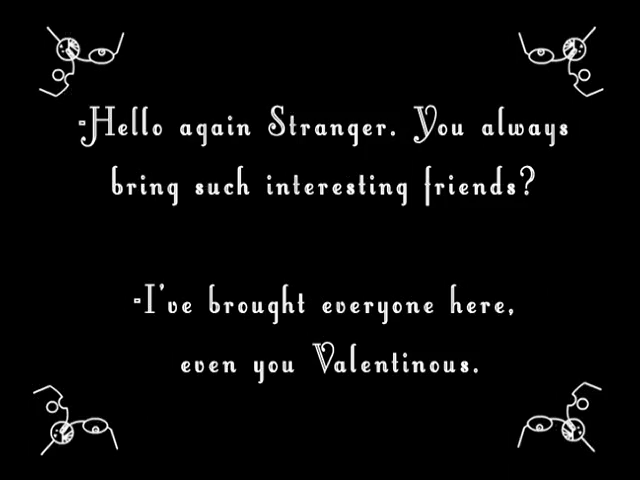 -Hello again Stranger. You always
bring such interesting friends?
-I've brought everyone here,
even you Valentinous.